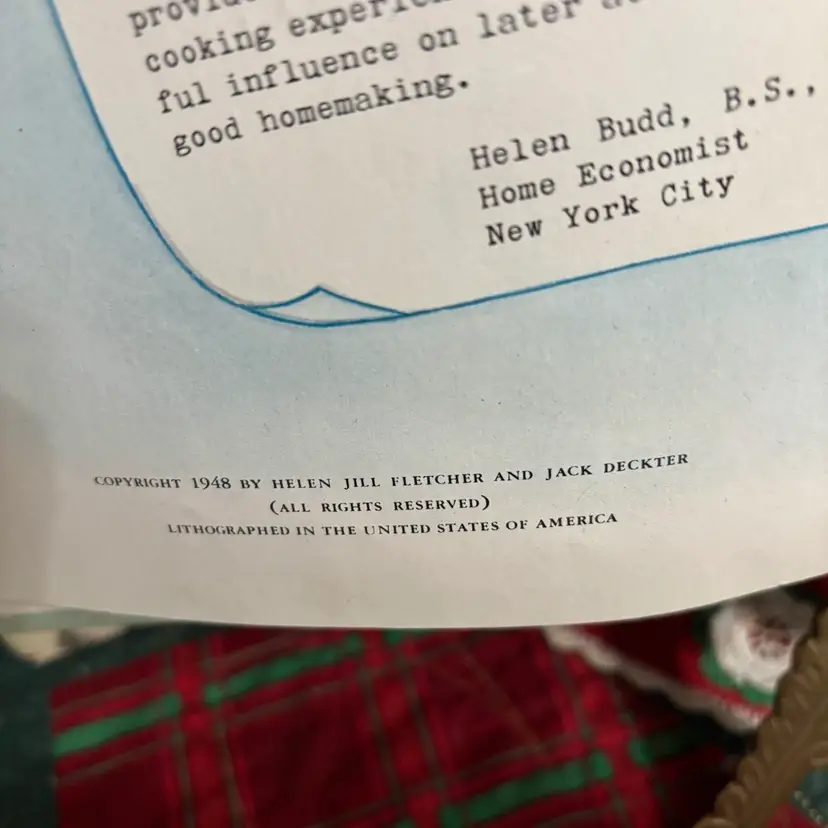 cooking
ful influence on later
good homemaking.
Helen Budd, B.S.,
Home Economist
New York City
COPYRIGHT 1948 BY HELEN JILL FLETCHER AND JACK DECKTER
(ALL RIGHTS RESERVED)
LITHOGRAPHED IN THE UNITED STATES OF AMERICA